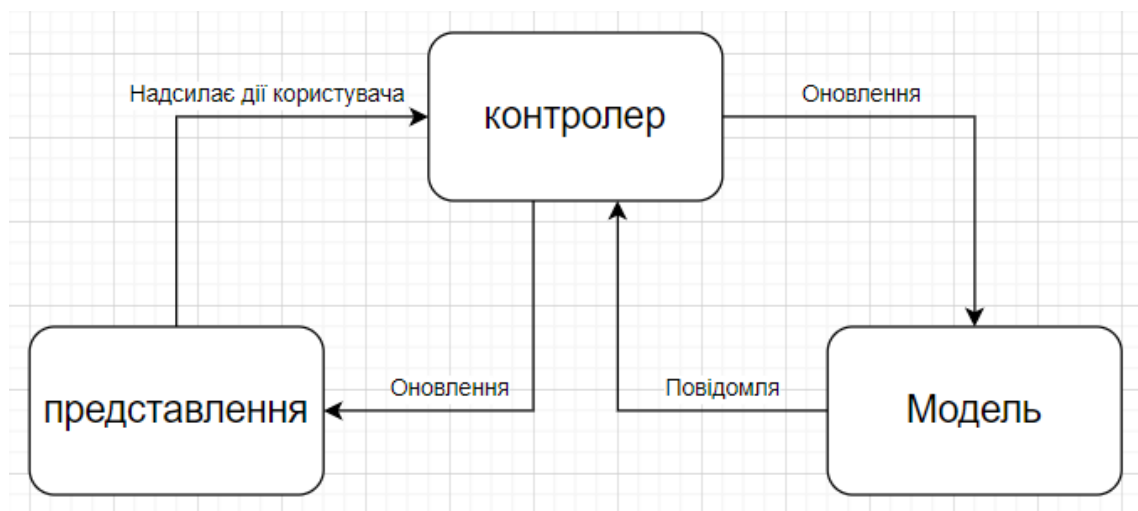 Надсилає дії користувача
контролер
Оновлення
Оновлення
Повідомля
представлення
Модель